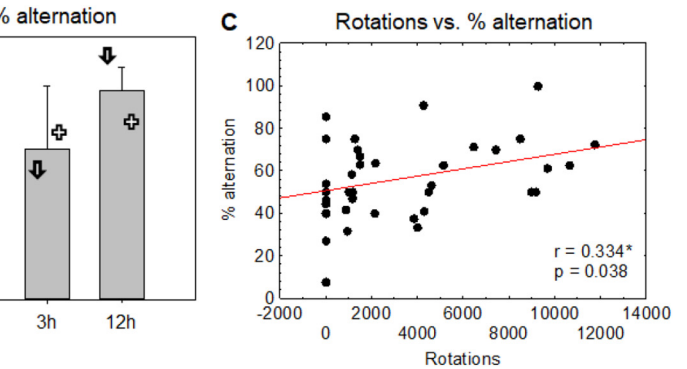 % alternation
3h 12h
C Rotations vs. % alternation
% alternation
120
100
80
60
40
20
0
r = 0.334*
p = 0.038
-2000 2000 6000 10000 14000
0 4000 8000 12000
Rotations